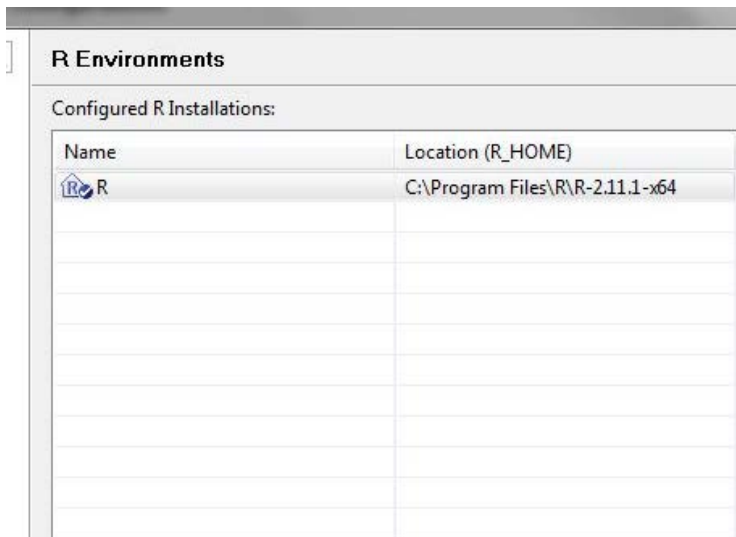 R Environments
Configured R Installations:
Name Location (R_HOME)
R C:\Program Files\R\R-2.11.1-x64